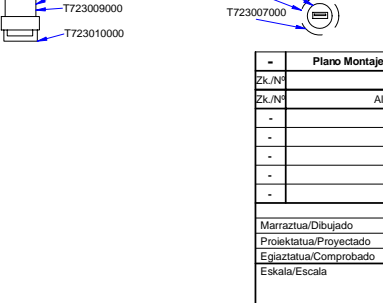 T723009000
T723007000
T723010000
- Plano Montaje
Zk./Nº
Zk./Nº Al
-
-
-
-
-
Marraztua/Dibujado
Proiektatua/Proyectado
Egiaztatua/Comprobado
Eskala/Escala